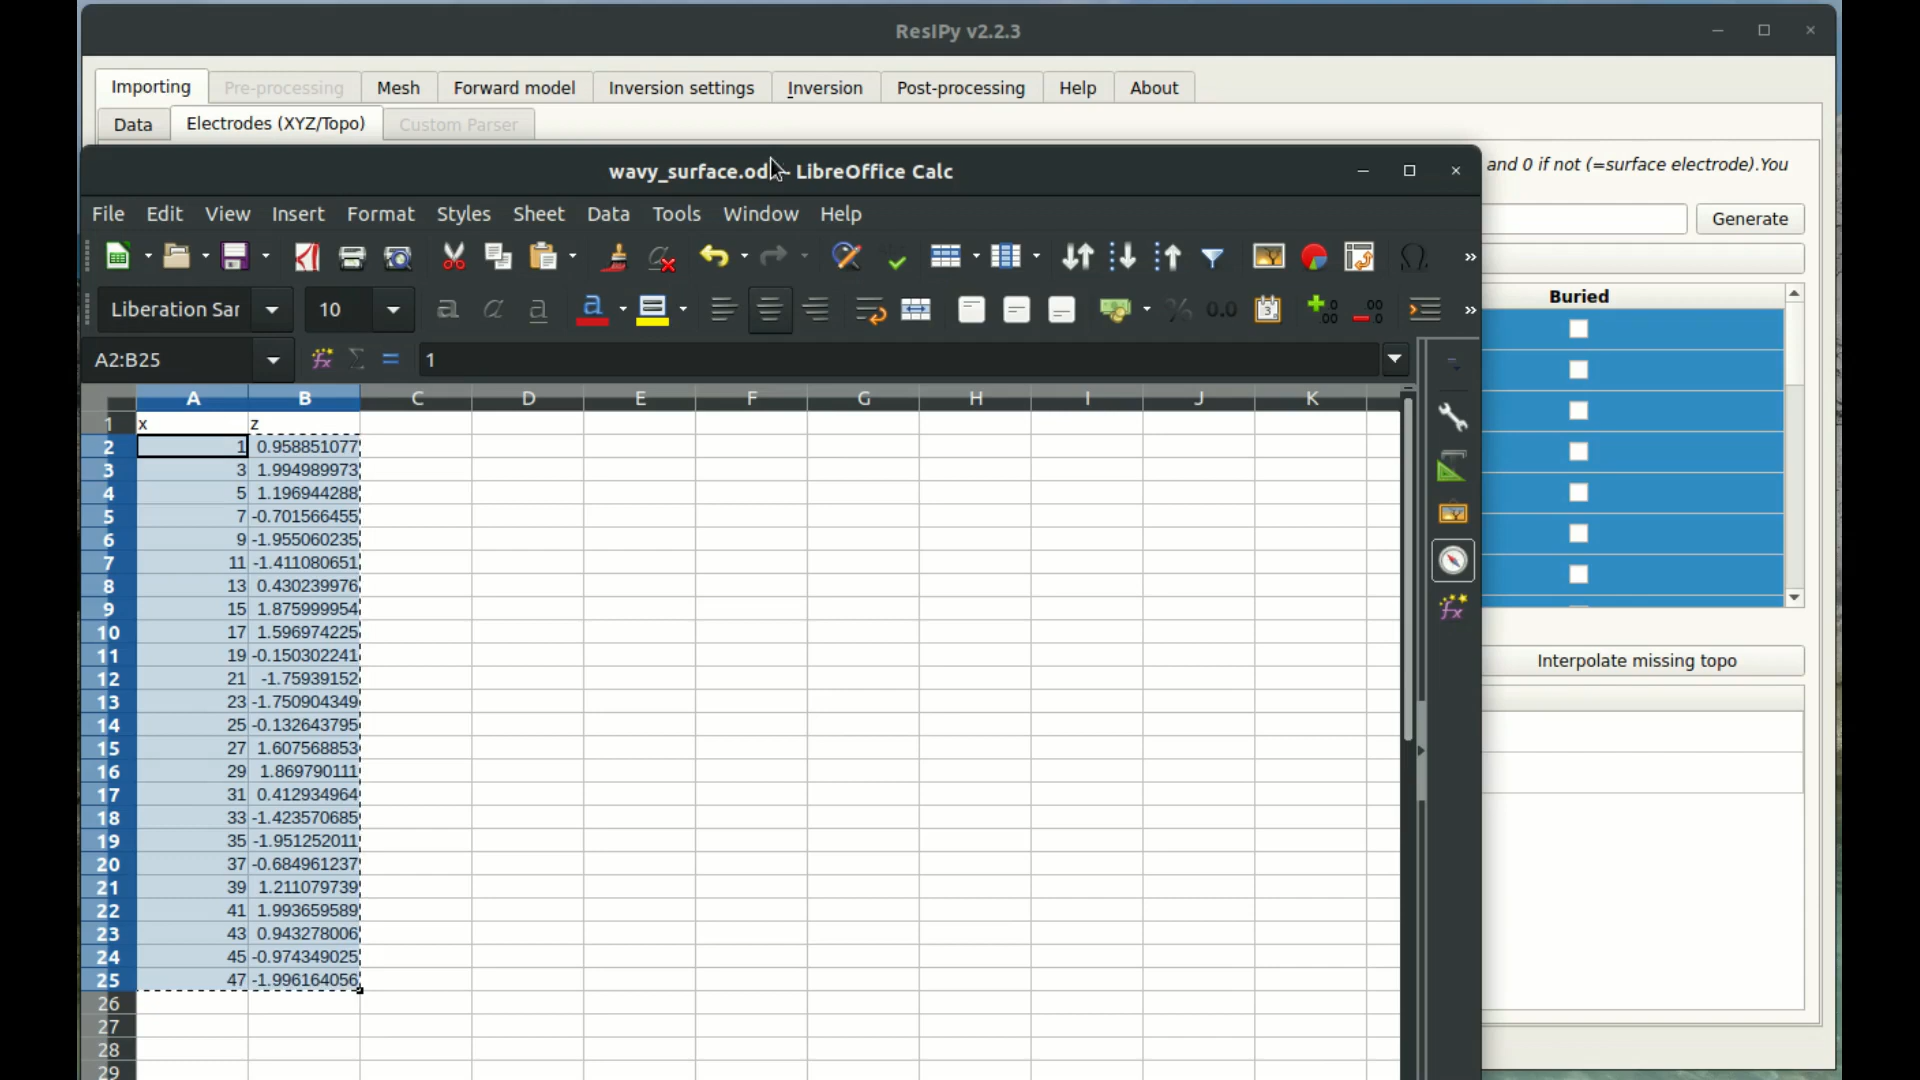 ResIPy v2.2.3
Importing Pre-processing Mesh Forward model Inversion settings Inversion Post-processing Help About
Data Electrodes (XYZ/Topo) Custom Parser
wavy_surface.od - LibreOffice Calc
and 0 if not (=surface electrode).You
File Edit View Insert Format Styles Sheet Data Tools Window Help
Generate
Liberation Sar 10
Buried
A2:B25 1
A B C D E F G H I J K
1 x z
2 1 0.958851077
3 3 1.994989973
4 5 1.196944288
5 7 -0.701566455
6 9 -1.955060235
7 11 -1.411080651
8 13 0.430239976
9 15 1.875999954
10 17 1.596974225
11 19 -0.150302241
Interpolate missing topo
12 21 -1.75939152
13 23 -1.750904349
14 25 -0.132643795
15 27 1.607568853
16 29 1.869790111
17 31 0.412934964
18 33 -1.423570685
19 35 -1.951252011
20 37 -0.684961237
21 39 1.211079739
22 41 1.993659589
23 43 0.943278006
24 45 -0.974349025
25 47 -1.996164056
26
27
28
29